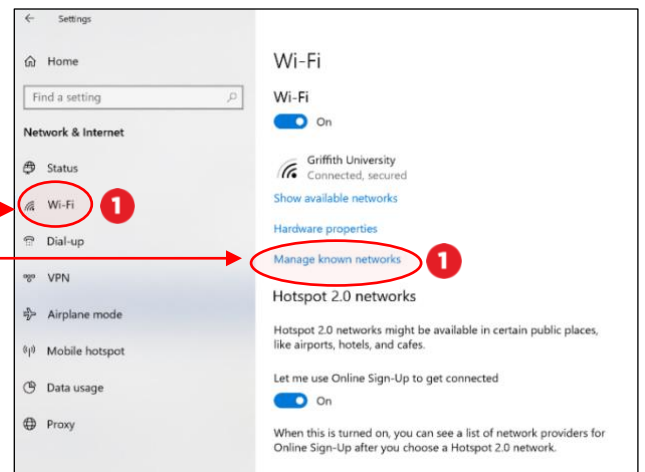 Settings
Home
Find a setting
Network & Internet
Status
Wi-Fi
1
Dial-up
VPN
Airplane mode
Mobile hotspot
Data usage
Proxy
Wi-Fi
Wi-Fi
On
Griffith University
Connected, secured
Show available networks
Hardware properties
Manage known networks
1
Hotspot 2.0 networks
Hotspot 2.0 networks might be available in certain public places,
like airports, hotels, and cafes.
Let me use Online Sign-Up to get connected
On
When this is turned on, you can see a list of network providers for
Online Sign-Up after you choose a Hotspot 2.0 network.